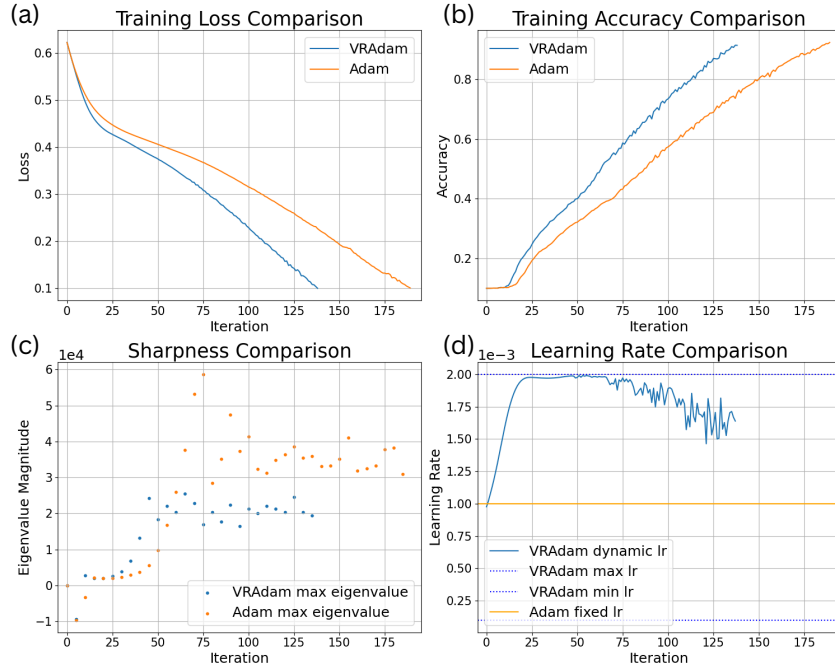 (a)
Training Loss Comparison
VRAdam
Adam
0.6
0.5
0.4
0.3
0.2
0.1
Loss
0
25
50
75
100
125
150
175
Iteration
(b)
Training Accuracy Comparison
VRAdam
Adam
0.8
0.6
0.4
0.2
Accuracy
0
25
50
75
100
125
150
175
Iteration
(c)
1e4
Sharpness Comparison
6
5
4
3
2
1
0
−1
Eigenvalue Magnitude
VRAdam max eigenvalue
Adam max eigenvalue
0
25
50
75
100
125
150
175
Iteration
(d)
1e−3
Learning Rate Comparison
2.00
1.75
1.50
1.25
1.00
0.75
0.50
0.25
Learning Rate
VRAdam dynamic lr
VRAdam max lr
VRAdam min lr
Adam fixed lr
0
25
50
75
100
125
150
175
Iteration